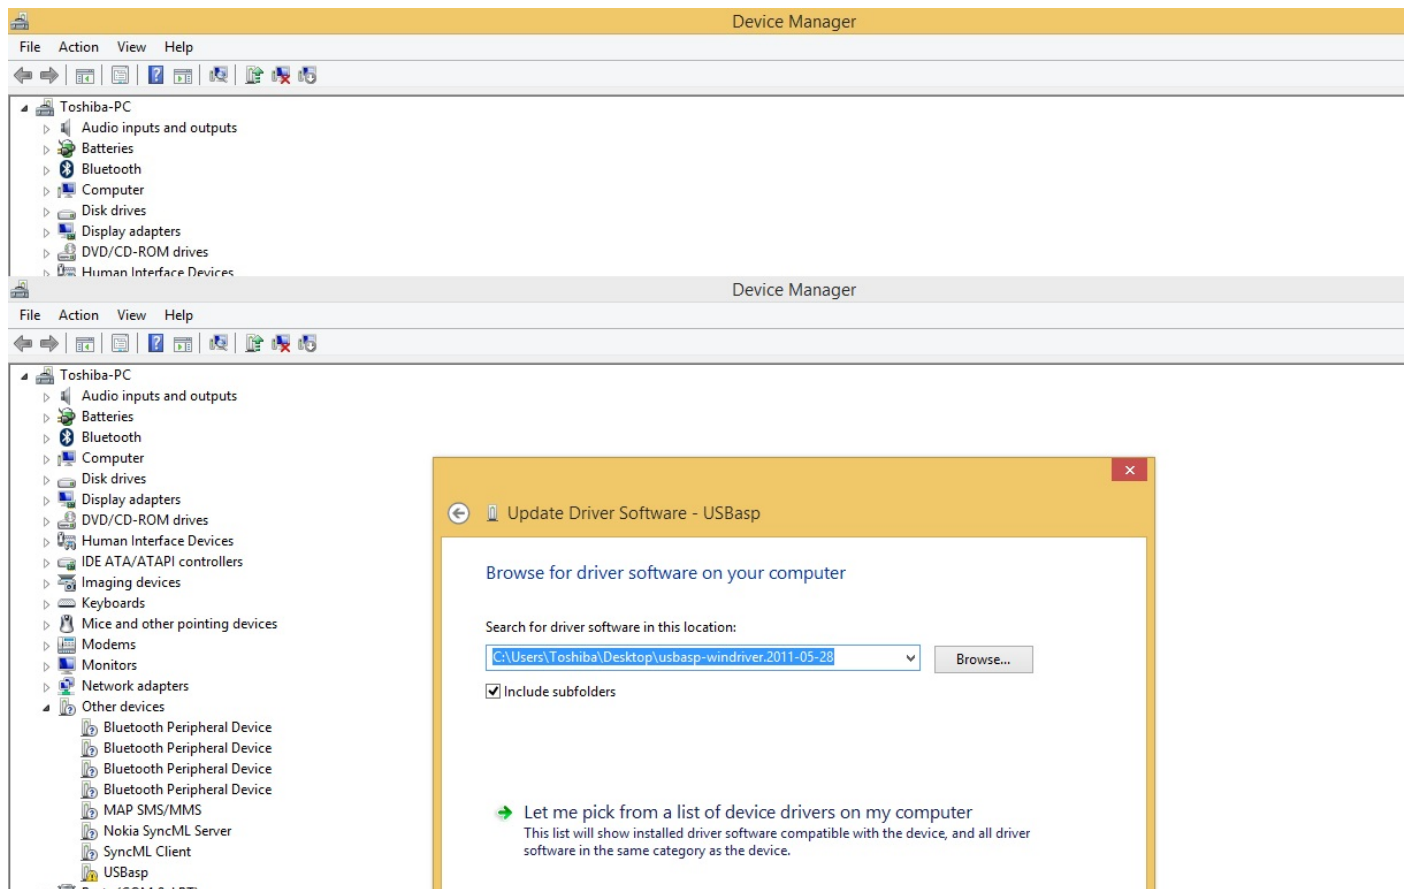 Device Manager
File Action View Help
Toshiba-PC
Audio inputs and outputs
Batteries
Bluetooth
Computer
Disk drives
Display adapters
DVD/CD-ROM drives
Human Interface Devices
Device Manager
File Action View Help
Toshiba-PC
Audio inputs and outputs
Batteries
Bluetooth
Computer
Disk drives
Display adapters
DVD/CD-ROM drives
Human Interface Devices
IDE ATA/ATAPI controllers
Imaging devices
Keyboards
Mice and other pointing devices
Modems
Monitors
Network adapters
Other devices
Bluetooth Peripheral Device
Bluetooth Peripheral Device
Bluetooth Peripheral Device
Bluetooth Peripheral Device
MAP SMS/MMS
Nokia SyncML Server
SyncML Client
USBasp
Update Driver Software - USBasp
Browse for driver software on your computer
Search for driver software in this location:
C:\Users\Toshiba\Desktop\usbasp-windriver.2011-05-28
Browse...
Include subfolders
Let me pick from a list of device drivers on my computer
This list will show installed driver software compatible with the device, and all driver
software in the same category as the device.